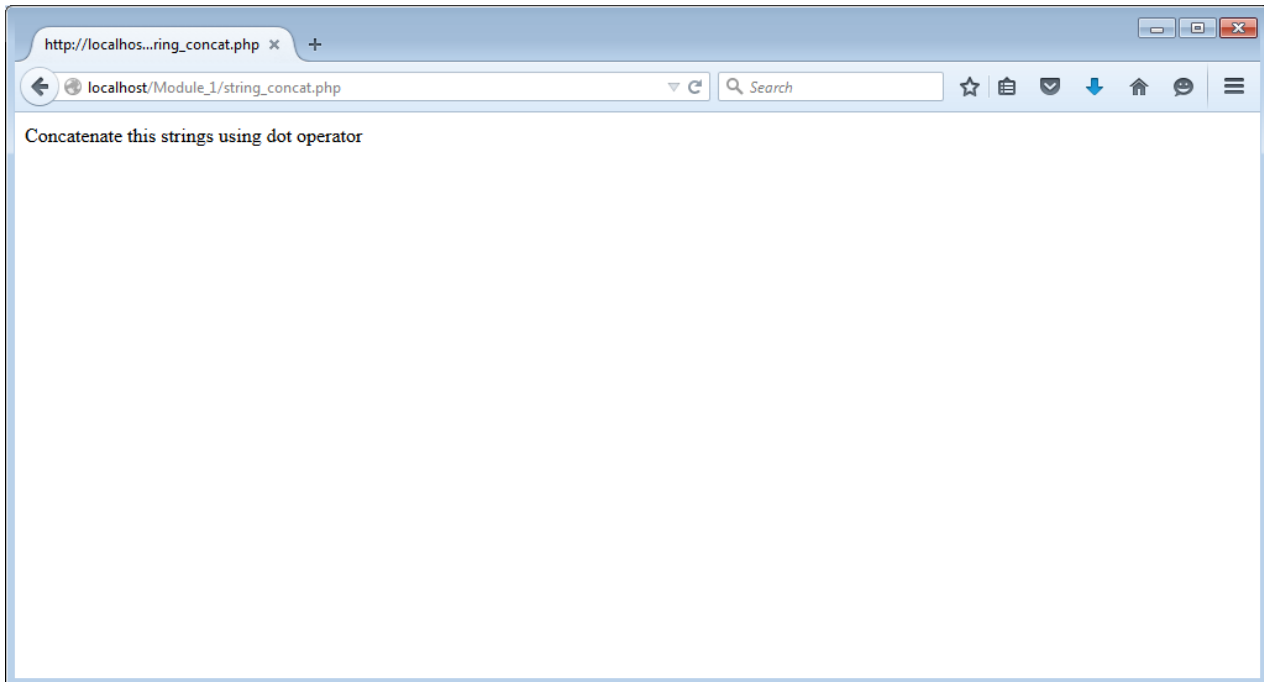 http://localhos...ring_concat.php
localhost/Module_1/string_concat.php
Search
Concatenate this strings using dot operator